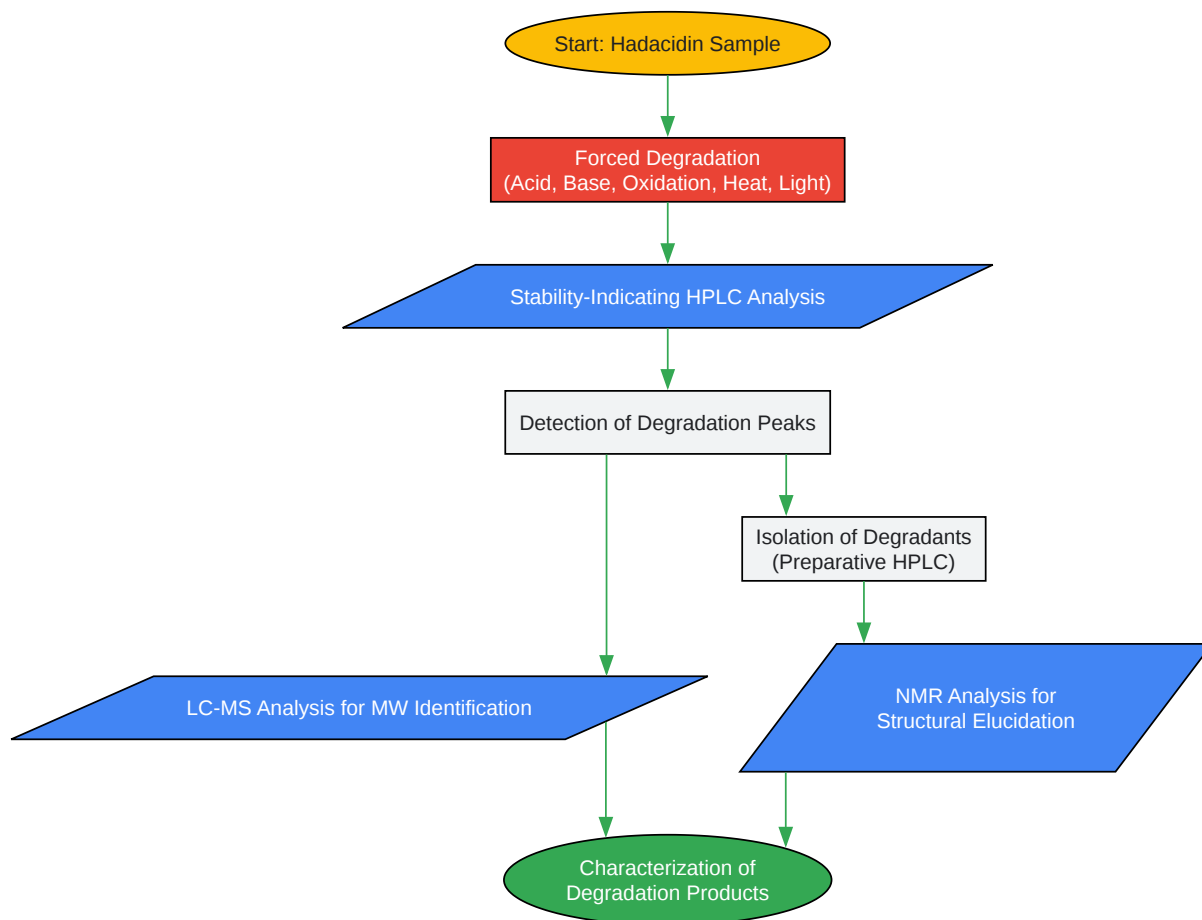 Start: Hadacidin Sample
Forced Degradation
(Acid, Base, Oxidation, Heat, Light)
Stability-Indicating HPLC Analysis
Detection of Degradation Peaks
Isolation of Degradants
(Preparative HPLC)
LC-MS Analysis for MW Identification
NMR Analysis for
Structural Elucidation
Characterization of
Degradation Products